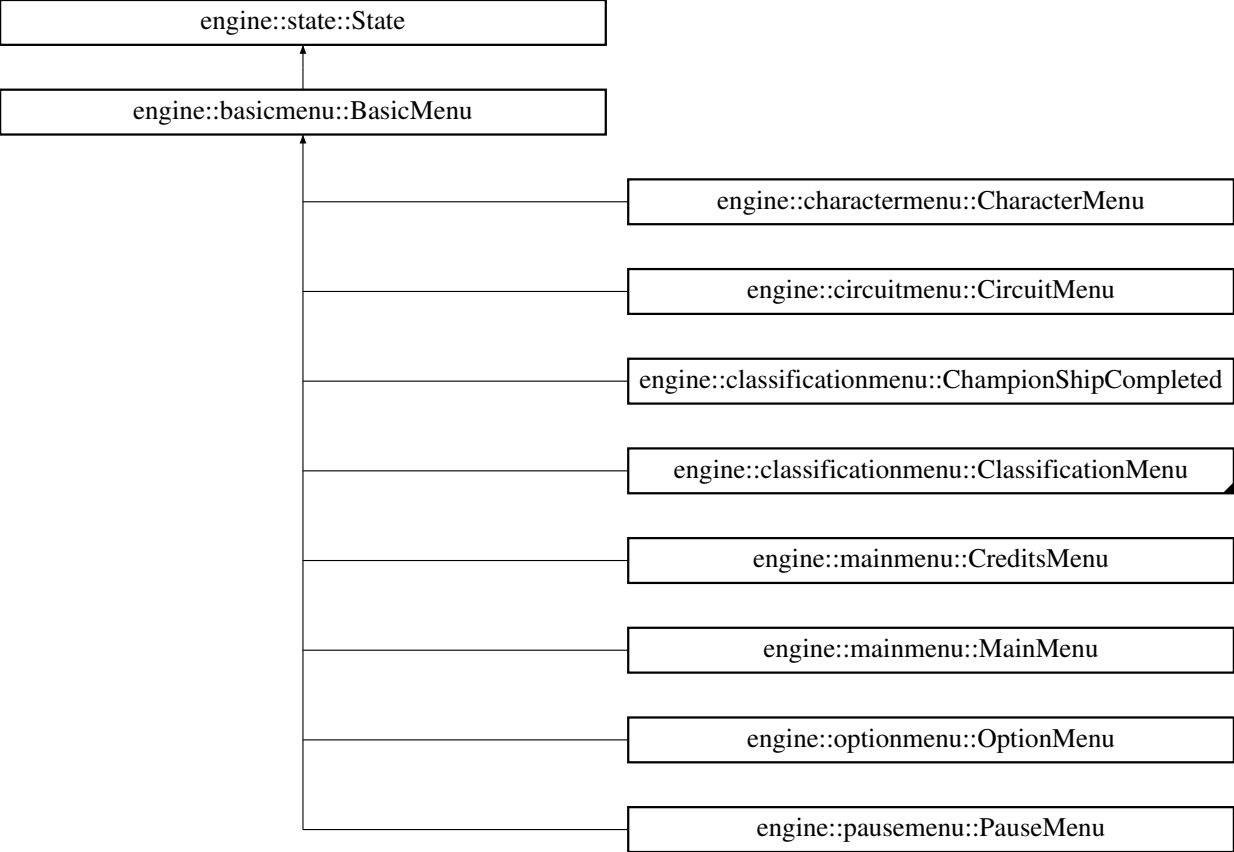 engine::state::State
engine::basicmenu::BasicMenu
engine::charactermenu::CharacterMenu
engine::circuitmenu::CircuitMenu
engine::classificationmenu::ChampionShipCompleted
engine::classificationmenu::ClassificationMenu
engine::mainmenu::CreditsMenu
engine::mainmenu::MainMenu
engine::optionmenu::OptionMenu
engine::pausemenu::PauseMenu